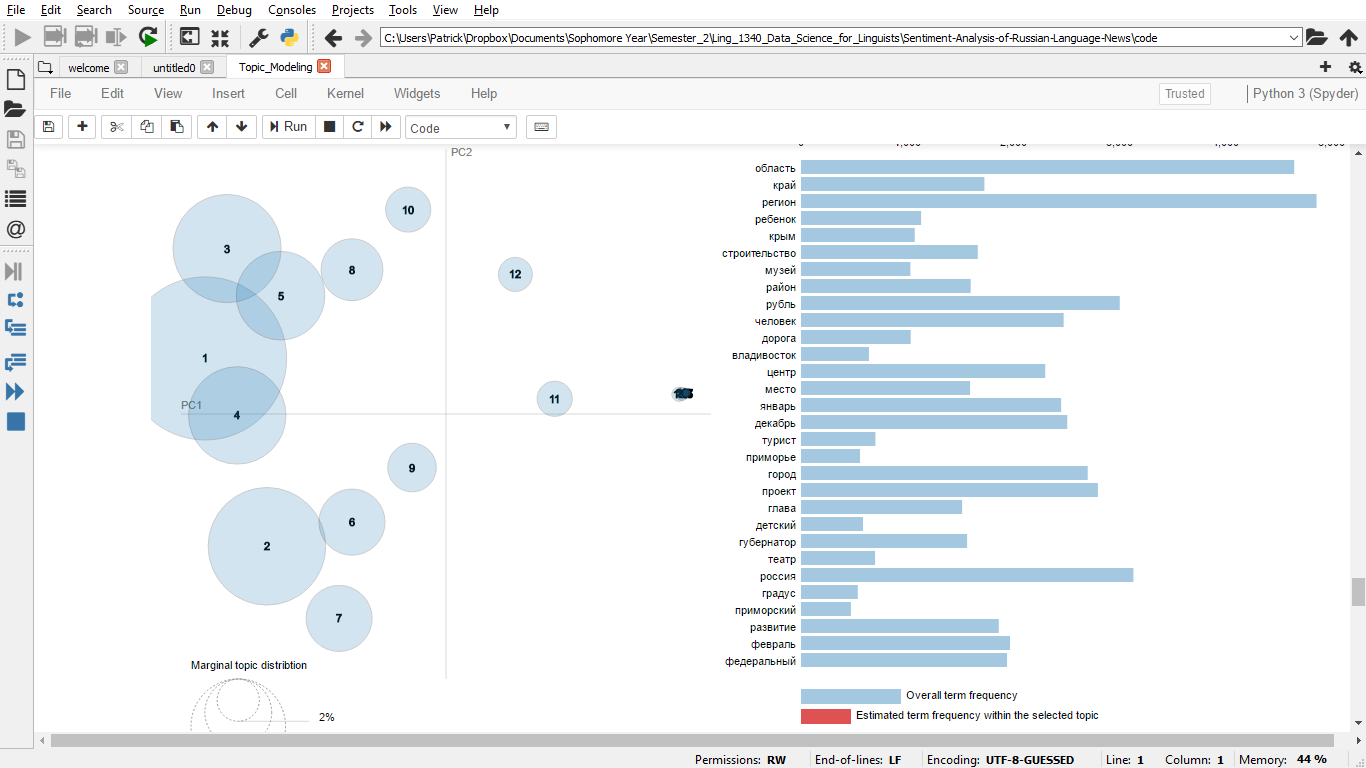 File Edit Search Source Run Debug Consoles Projects Tools View Help
C:\Users\Patrick\Dropbox\Documents\Sophomore Year\Semester_2\Ling_1340_Data_Science_for_Linguists\Sentiment-Analysis-of-Russian-Language-News\code
welcome untitled0 Topic_Modeling
File Edit View Insert Cell Kernel Widgets Help Trusted Python 3 (Spyder)
Run Code
PC2
PC1
3
10
8
5
12
1
4
11
9
6
2
7
Marginal topic distribtion
2%
область
край
регион
ребенок
крым
строительство
музей
район
рубль
человек
дорога
владивосток
центр
место
январь
декабрь
турист
приморье
город
проект
глава
детский
губернатор
театр
россия
градус
приморский
развитие
февраль
федеральный
Overall term frequency
Estimated term frequency within the selected topic
Permissions: RW End-of-lines: LF Encoding: UTF-8-GUESSED Line: 1 Column: 1 Memory: 44 %